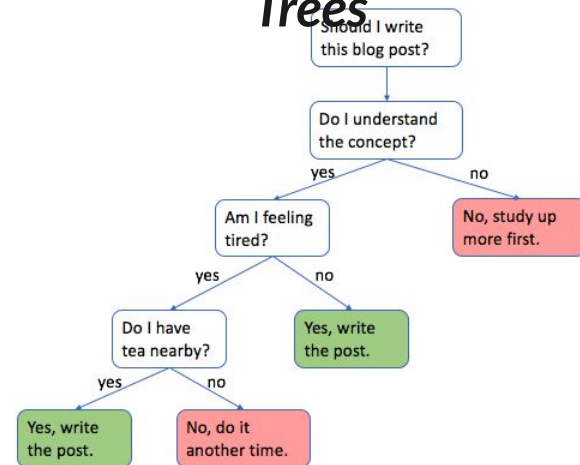 Trees
Should I write
this blog post?
Do I understand
the concept?
yes
no
Am I feeling
tired?
No, study up
more first.
yes
no
Do I have
tea nearby?
Yes, write
the post.
yes
no
Yes, write
the post.
No, do it
another time.